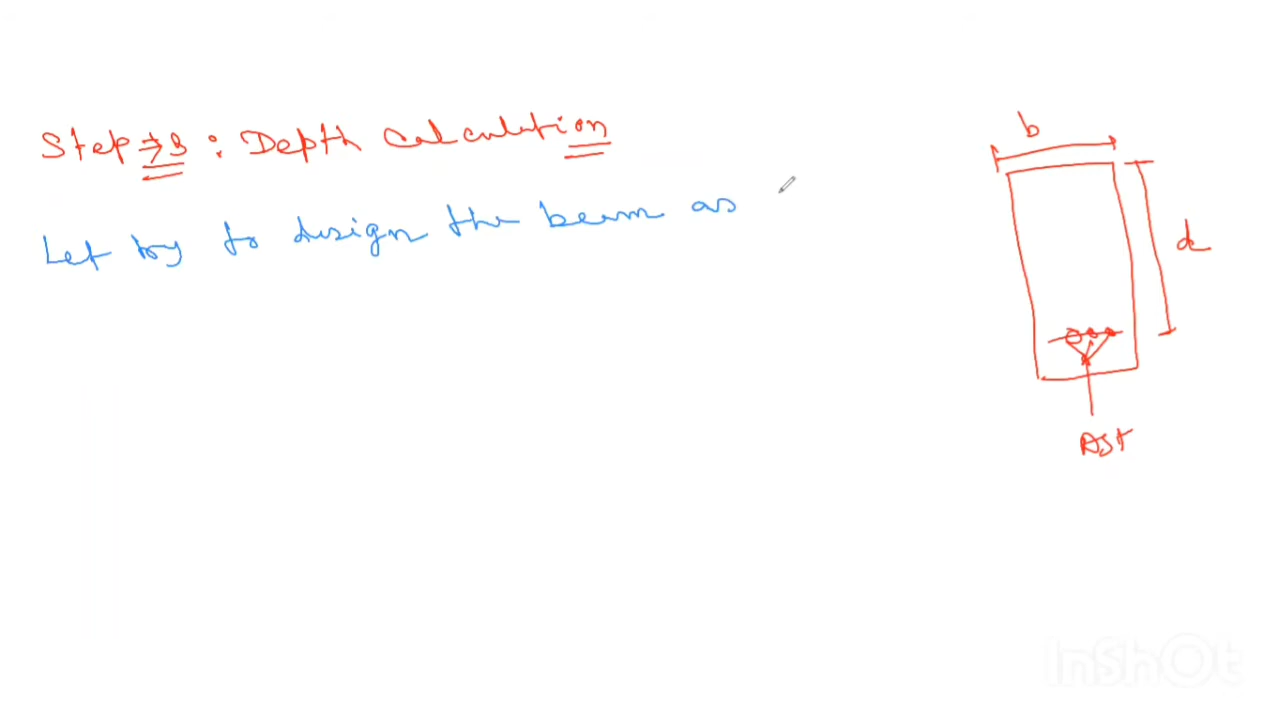 Step → 3 : Depth Calculation
Let try to design the beam as
b
d
Ast
InShOt